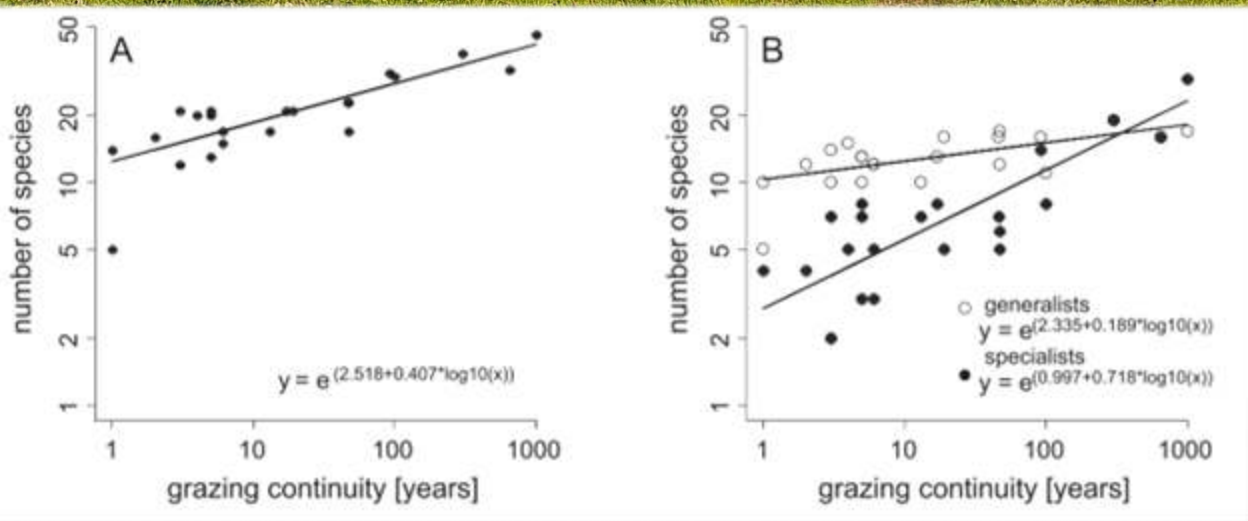 A
50
20
10
5
2
1
number of species
y = e(2.518+0.407*log10(x))
1 10 100 1000
grazing continuity [years]
B
50
20
10
5
2
1
number of species
generalists
y = e(2.335+0.189*log10(x))
specialists
y = e(0.997+0.718*log10(x))
1 10 100 1000
grazing continuity [years]